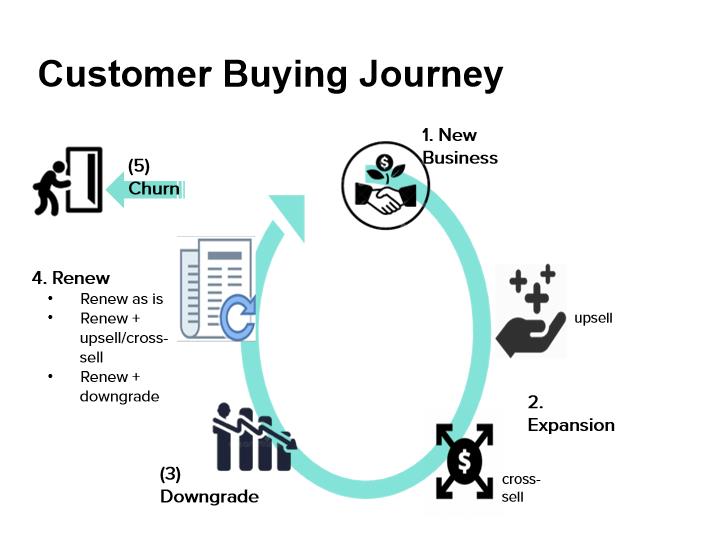 Customer Buying Journey
1. New
Business
(5)
Churn
$
4. Renew
• Renew as is
• Renew +
upsell/cross-
sell
• Renew +
downgrade
upsell
2.
Expansion
$
cross-
sell
(3)
Downgrade